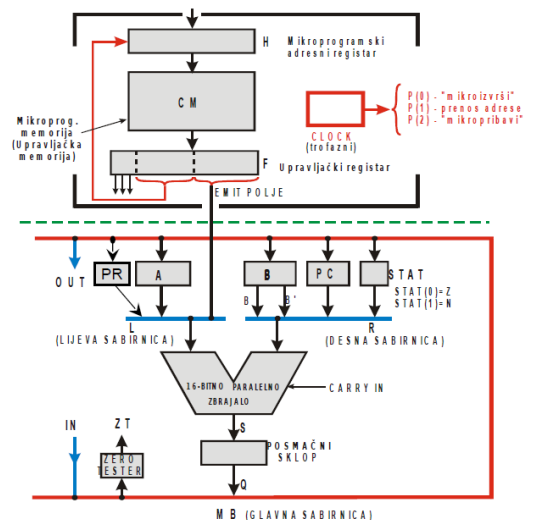 H
Mikroprogramski
adresni registar
CM
Mikroprog.
memorija
(Upravljačka
memorija)
P(0) - "mikroizvrši"
P(1) - prenos adrese
P(2) - "mikropribavi"
CLOCK
(trofazni)
F
Upravljački registar
EMIT POLJE
OUT
PR
A
B
PC
STAT
STAT(0)=Z
STAT(1)=N
B
B'
L
(LIJEVA SABIRNICA)
R
(DESNA SABIRNICA)
16-BITNO PARALELNO
ZBRAJALO
CARRY IN
S
POSMAČNI
SKLOP
IN
ZT
ZERO
TESTER
Q
MB (GLAVNA SABIRNICA)